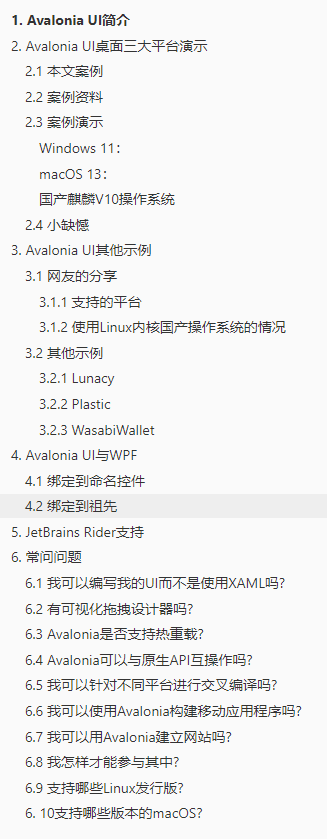 1. Avalonia UI简介
2. Avalonia UI桌面三大平台演示
2.1 本文案例
2.2 案例资料
2.3 案例演示
Windows 11：
macOS 13：
国产麒麟V10操作系统
2.4 小缺憾
3. Avalonia UI其他示例
3.1 网友的分享
3.1.1 支持的平台
3.1.2 使用Linux内核国产操作系统的情况
3.2 其他示例
3.2.1 Lunacy
3.2.2 Plastic
3.2.3 WasabiWallet
4. Avalonia UI与WPF
4.1 绑定到命名控件
4.2 绑定到祖先
5. JetBrains Rider支持
6. 常问问题
6.1 我可以编写我的UI而不是使用XAML吗?
6.2 有可视化拖拽设计器吗?
6.3 Avalonia是否支持热重载?
6.4 Avalonia可以与原生API互操作吗?
6.5 我可以针对不同平台进行交叉编译吗?
6.6 我可以使用Avalonia构建移动应用程序吗?
6.7 我可以用Avalonia建立网站吗?
6.8 我怎样才能参与其中?
6.9 支持哪些Linux发行版?
6. 10支持哪些版本的macOS?